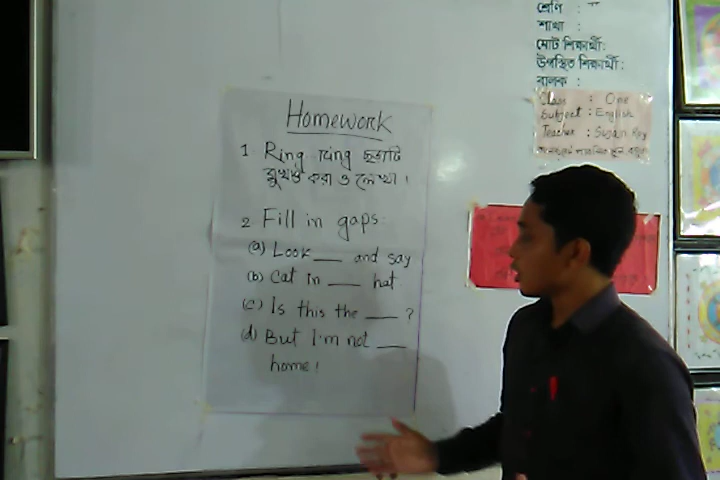 শ্রেণি :
শাখা :
মোট শিক্ষার্থী:
উপস্থিত শিক্ষার্থী:
বালক :
Class : One
Subject : English
Teacher : Sujan Roy
Homework
1. Ring Ring ছড়াটি
মুখস্ত করা ও লেখা।
2 Fill in gaps:
(a) Look ___ and say
(b) Cat in ___ hat
(c) Is this the ___ ?
(d) But I'm not ___
home!